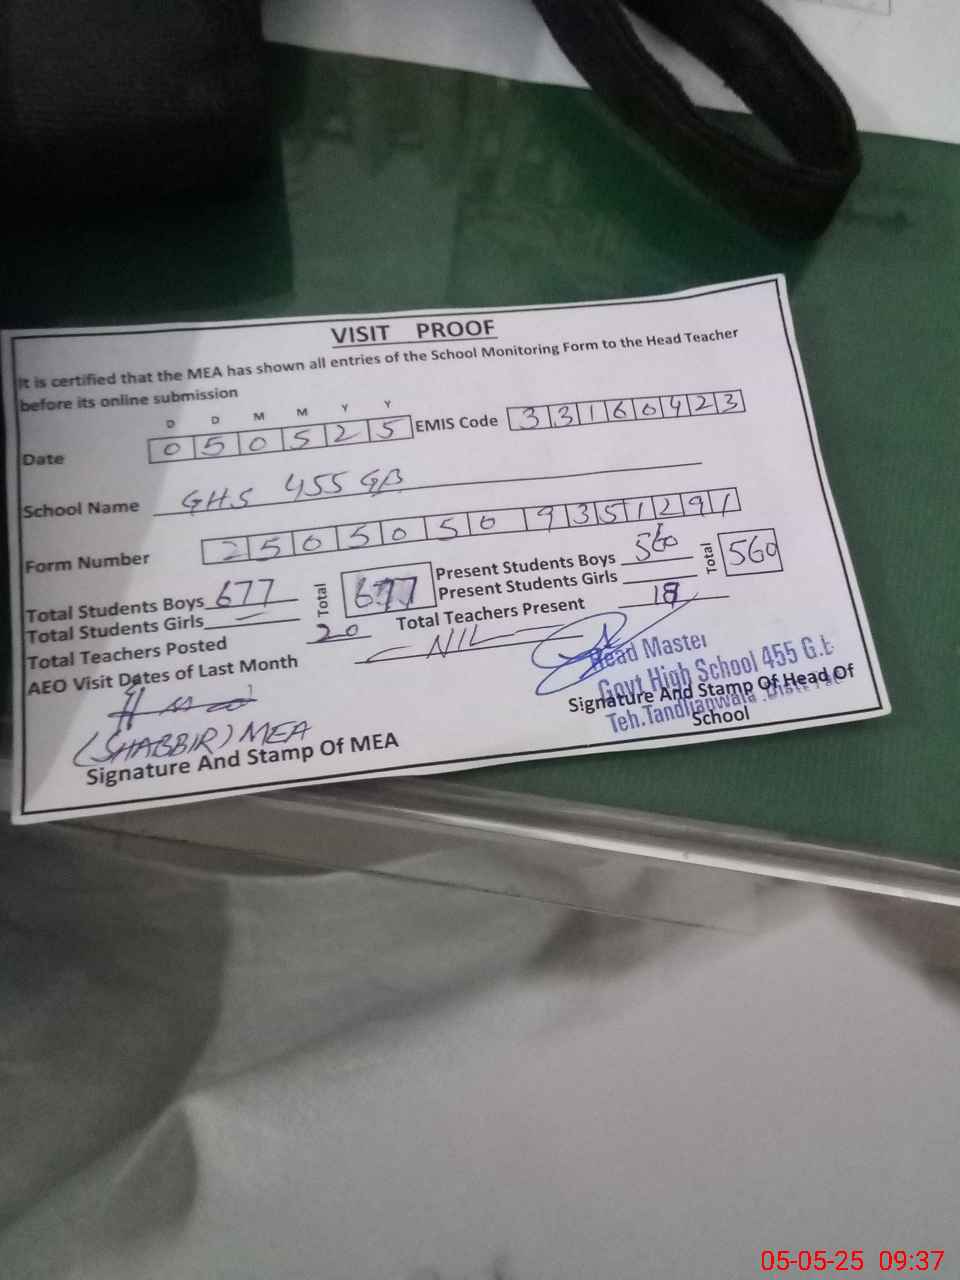 VISIT PROOF
It is certified that the MEA has shown all entries of the School Monitoring Form to the Head Teacher
before its online submission
D D M M Y Y
Date 0 5 0 5 2 5 EMIS Code 3 3 1 6 0 4 2 3
School Name GHS 455 GB
Form Number 2 5 0 5 0 5 0 9 3 5 1 2 9 1
Total Students Boys 677 Total 677 Present Students Boys 560 Total 560
Total Students Girls — Present Students Girls
Total Teachers Posted 20 Total Teachers Present 18
AEO Visit Dates of Last Month — NIL —
Head Master
Govt High School 455 G.B
Teh.Tandlianwala
(SHABBIR) MEA
Signature And Stamp Of MEA
Signature And Stamp Of Head Of
School
05-05-25 09:37